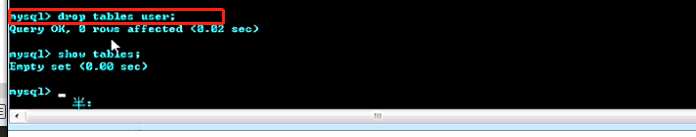 mysql> drop tables user;
Query OK, 0 rows affected (0.02 sec)
mysql> show tables;
Empty set (0.00 sec)
mysql> _
半: